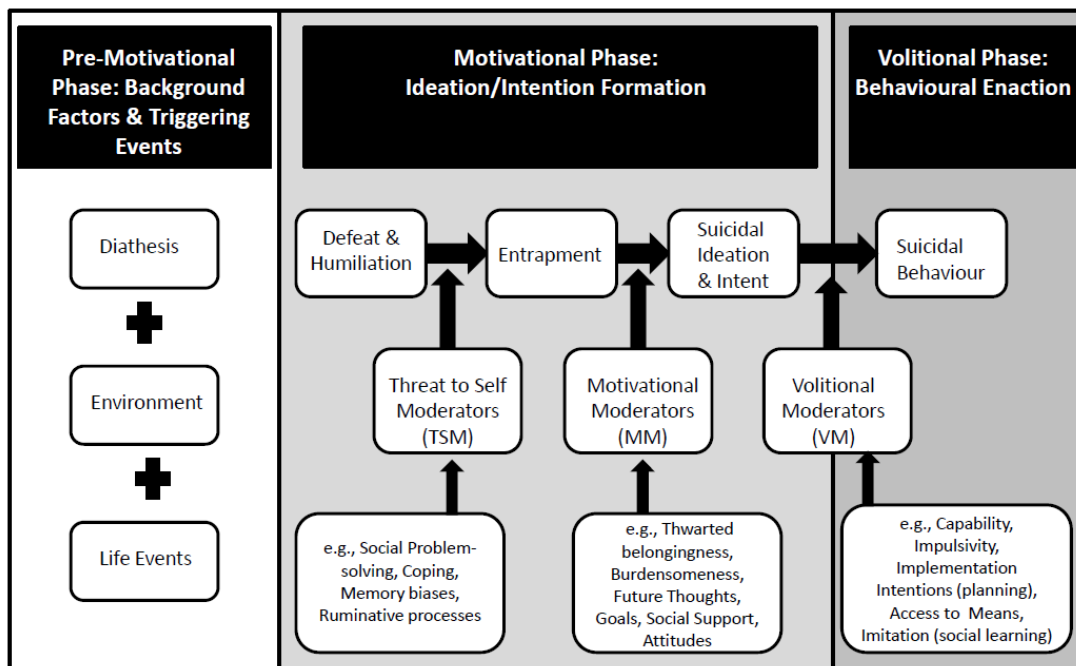 Pre-Motivational
Phase: Background
Factors & Triggering
Events
Motivational Phase:
Ideation/Intention Formation
Volitional Phase:
Behavioural Enaction
Diathesis
Environment
Life Events
Defeat &
Humiliation
Entrapment
Suicidal
Ideation
& Intent
Suicidal
Behaviour
Threat to Self
Moderators
(TSM)
Motivational
Moderators
(MM)
Volitional
Moderators
(VM)
e.g., Social Problem-
solving, Coping,
Memory biases,
Ruminative processes
e.g., Thwarted
belongingness,
Burdensomeness,
Future Thoughts,
Goals, Social Support,
Attitudes
e.g., Capability,
Impulsivity,
Implementation
Intentions (planning),
Access to Means,
Imitation (social learning)